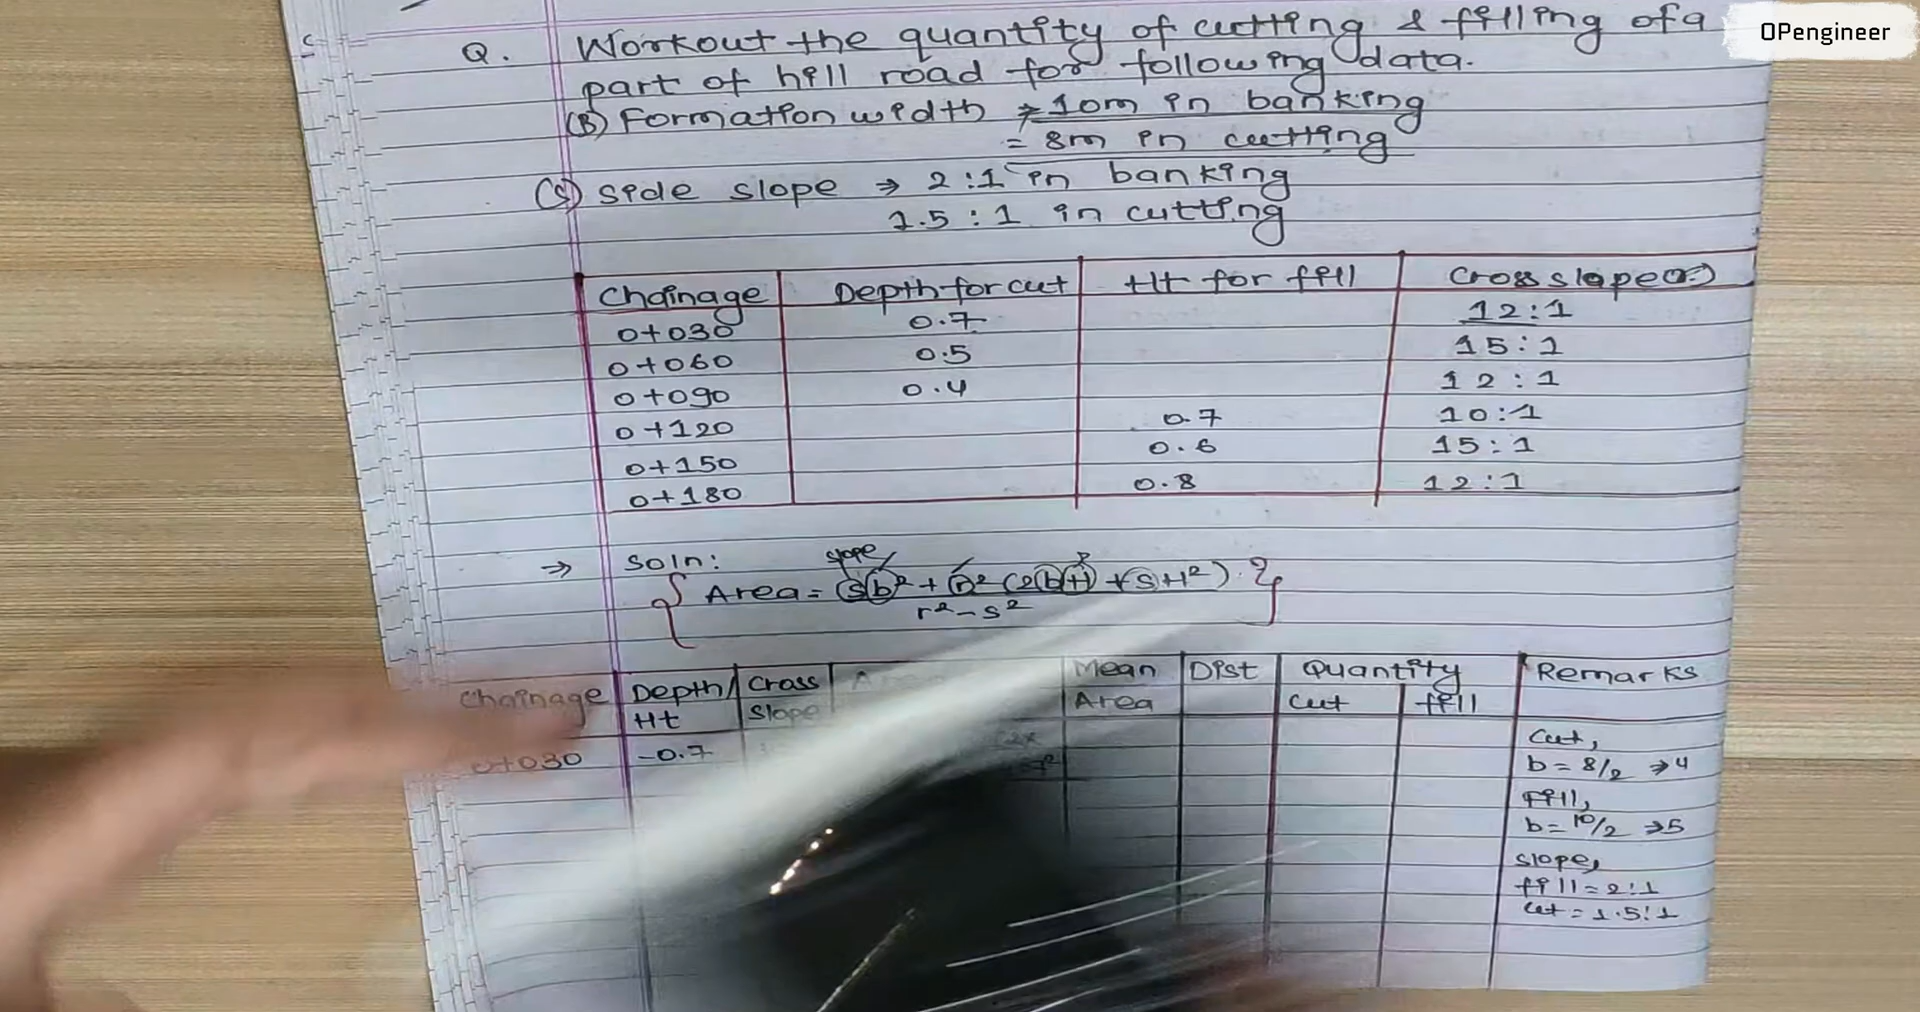 OPengineer
Q. Workout the quantity of cutting & filling of a
part of hill road for following data.
(B) Formation width ⇒ 10m in banking
= 8m in cutting
(S) side slope ⇒ 2:1 in banking
1.5 : 1 in cutting
Chainage Depth for cut Ht for fill Cross slope(r)
0+030 0.7 12:1
0+060 0.5 15:1
0+090 0.4 12:1
0+120 0.7 10:1
0+150 0.6 15:1
0+180 0.8 12:1
⇒ Soln: slope
Area = sb² + r² (2bH + sH²)
r² - s²
Chainage Depth/ Cross Mean Dist Quantity Remarks
Ht slope Area Cut fill
0+030 -0.7
Cut,
b = 8/2 ⇒ 4
Fill,
b = 10/2 ⇒ 5
slope,
fill = 2:1
cut = 1.5:1